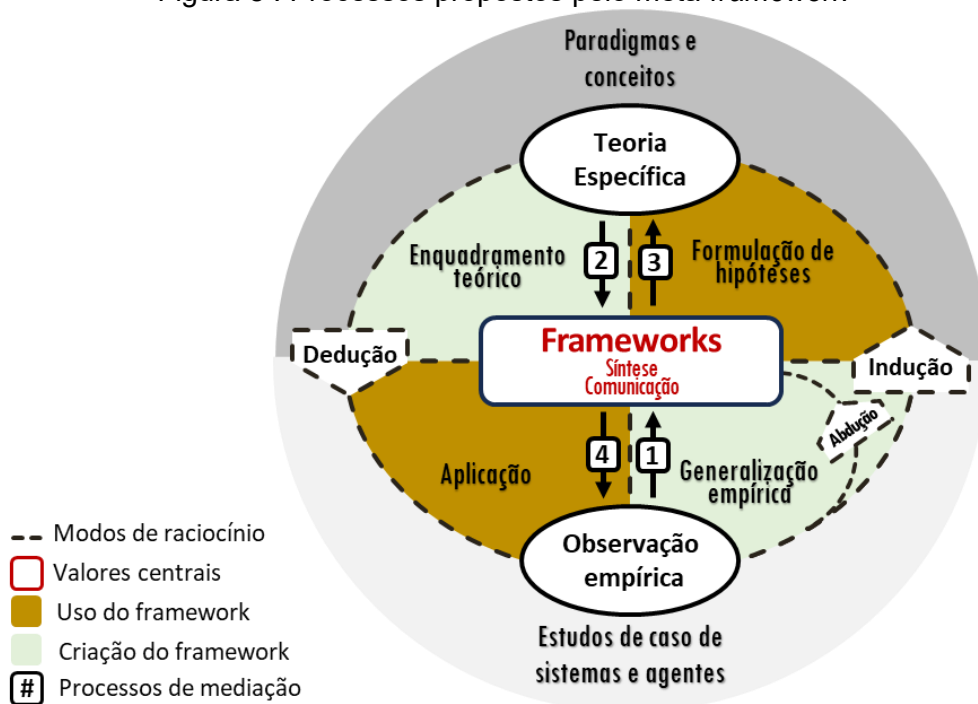 Paradigmas e
conceitos
Teoria
Específica
Enquadramento
teórico
2
3
Formulação de
hipóteses
Dedução
Frameworks
Síntese
Comunicação
Indução
Abdução
Aplicação
4
1
Generalização
empírica
Observação
empírica
Estudos de caso de
sistemas e agentes
Modos de raciocínio
Valores centrais
Uso do framework
Criação do framework
# Processos de mediação